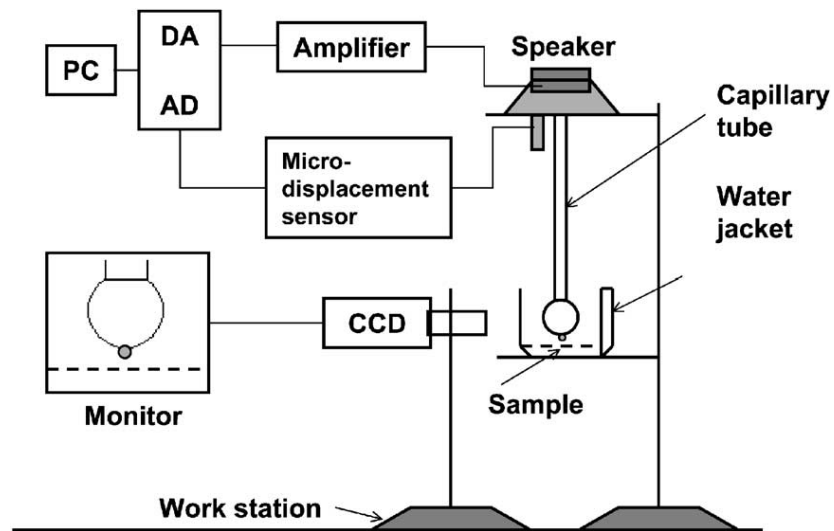 DA
Amplifier
Speaker
PC
AD
Capillary
tube
Micro-
displacement
sensor
Water
jacket
CCD
Monitor
Sample
Work station